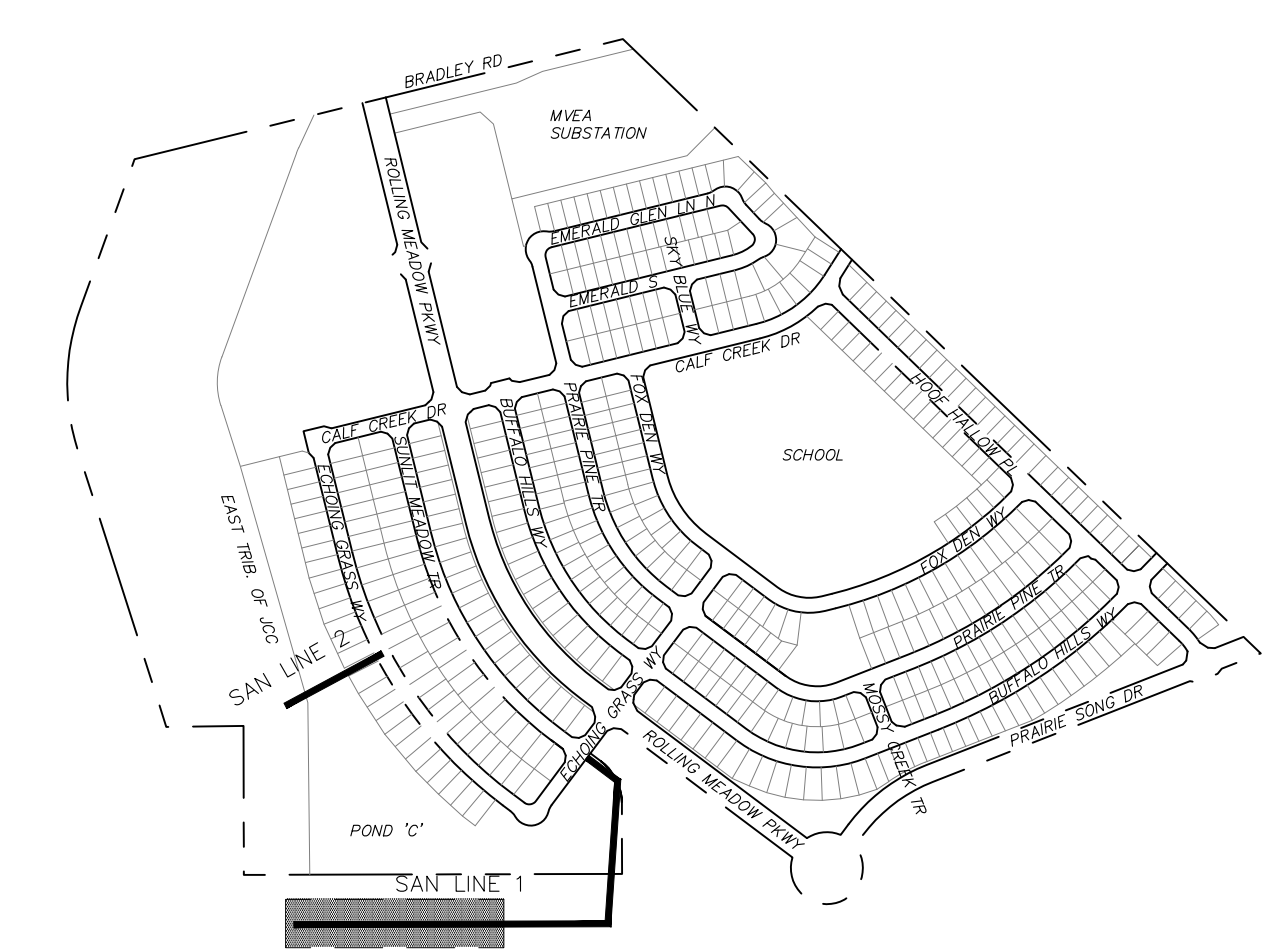 BRADLEY RD
MVEA
SUBSTATION
ROLLING MEADOW PKWY
EMERALD GLEN LN N
SKY BLUE WY
EMERALD S
CALF CREEK DR
CALF CREEK DR
HOOF HALLOW PL
SCHOOL
FOX DEN WY
PRAIRIE PINE TR
BUFFALO HILLS WY
SUNLIT MEADOW TR
ECHOING GRASS WY
EAST TRIB. OF JCC
FOX DEN WY
PRAIRIE PINE TR
BUFFALO HILLS WY
SAN LINE 2
ECHOING GRASS WY
MOSSY CREEK TR
PRAIRIE SONG DR
ROLLING MEADOW PKWY
POND 'C'
SAN LINE 1